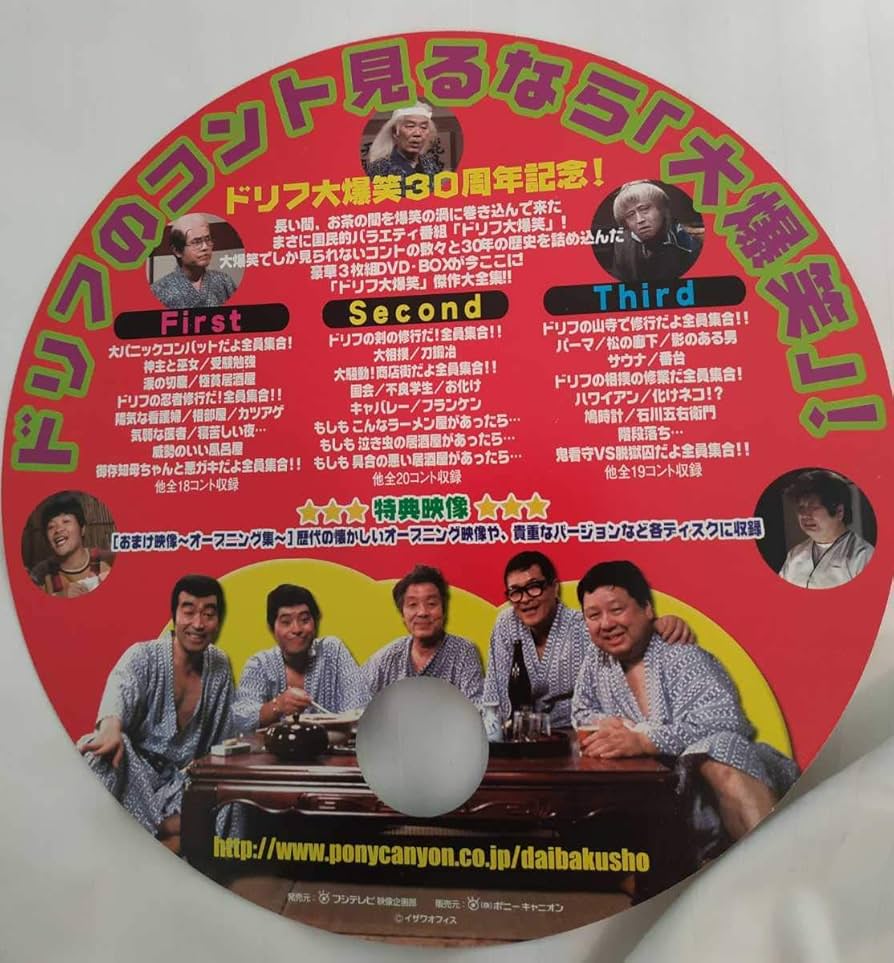 ドリフのコント見るなら「大爆笑」!
ドリフ大爆笑30周年記念!
長い間、お茶の間を爆笑の渦に巻き込んで来た
まさに国民的バラエティ番組「ドリフ大爆笑」!
大爆笑でしか見られないコントの数々と30年の歴史を詰め込んだ
豪華3枚組DVD-BOXが今ここに!
「ドリフ大爆笑」傑作大全集!!
First
大パニックコンバットだよ全員集合!
神主と巫女/受験勉強
漢の切腹/極貧居酒屋
ドリフの忍者修行だ!全員集合!!
陽気な看護婦/相部屋/カツアゲ
気弱な医者/寝苦しい夜…
威勢のいい風呂屋
御存知母ちゃんと悪ガキだよ全員集合!!
他全18コント収録
Second
ドリフの剣の修行だ!全員集合!!
大相撲/刀鍛冶
大騒動!商店街だよ全員集合!!
国会/不良学生/お化け
キャバレー/フランケン
もしも こんなラーメン屋があったら…
もしも 泣き虫の居酒屋があったら…
もしも 具合の悪い居酒屋があったら…
他全20コント収録
Third
ドリフの山寺で修行だよ全員集合!!
パーマ/松の廊下/影のある男
サウナ/番台
ドリフの相撲の修業だ全員集合!
ハワイアン/化けネコ!?
鳩時計/石川五右衛門
階段落ち…
鬼看守VS脱獄囚だよ全員集合!!
他全19コント収録
★★★ 特典映像 ★★★
[おまけ映像~オープニング集~]歴代の懐かしいオープニング映像や、貴重なバージョンなど各ディスクに収録
http://www.ponycanyon.co.jp/daibakusho
発売元:フジテレビ映像企画部 販売元:(株)ポニーキャニオン
©イザワオフィス